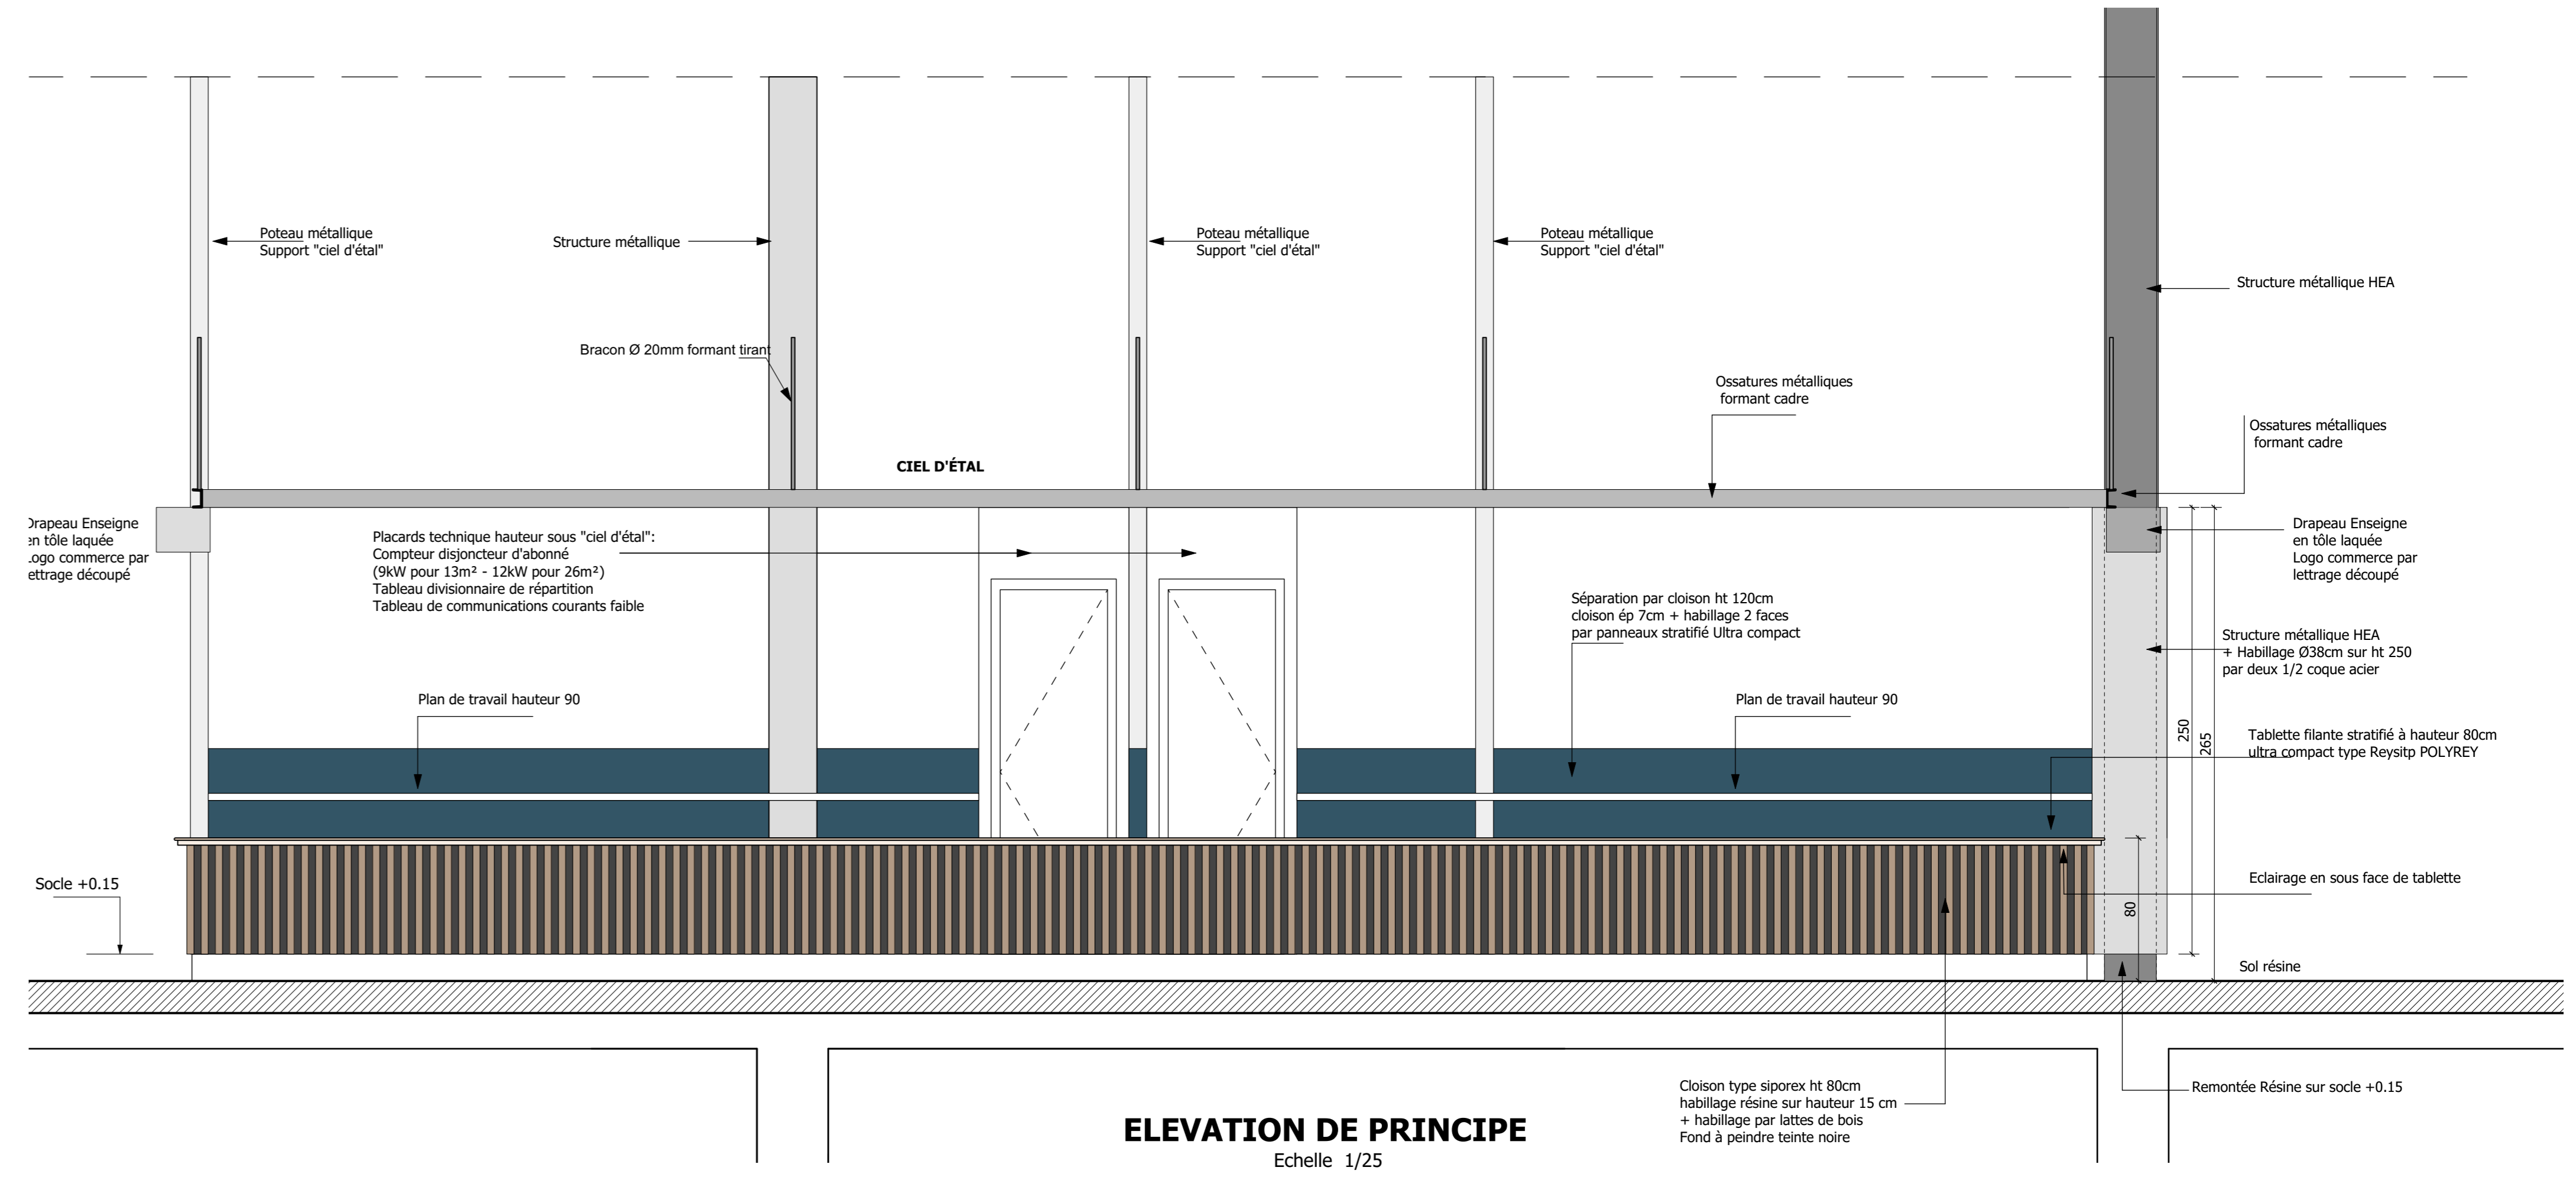 Poteau métallique
Support "ciel d'étal"
Structure métallique
Poteau métallique
Support "ciel d'étal"
Poteau métallique
Support "ciel d'étal"
Structure métallique HEA
Bracon Ø 20mm formant tirant
Ossatures métalliques
formant cadre
Ossatures métalliques
formant cadre
CIEL D'ÉTAL
Drapeau Enseigne
en tôle laquée
Logo commerce par
lettrage découpé
Placards technique hauteur sous "ciel d'étal":
Compteur disjoncteur d'abonné
(9kW pour 13m² - 12kW pour 26m²)
Tableau divisionnaire de répartition
Tableau de communications courants faible
Drapeau Enseigne
en tôle laquée
Logo commerce par
lettrage découpé
Séparation par cloison ht 120cm
cloison ép 7cm + habillage 2 faces
par panneaux stratifié Ultra compact
Structure métallique HEA
+ Habillage Ø38cm sur ht 250
par deux 1/2 coque acier
Plan de travail hauteur 90
Plan de travail hauteur 90
250
265
Tablette filante stratifié à hauteur 80cm
ultra compact type Reysitp POLYREY
Socle +0.15
Eclairage en sous face de tablette
80
Sol résine
Cloison type siporex ht 80cm
habillage résine sur hauteur 15 cm
+ habillage par lattes de bois
Fond à peindre teinte noire
Remontée Résine sur socle +0.15
ELEVATION DE PRINCIPE
Echelle 1/25